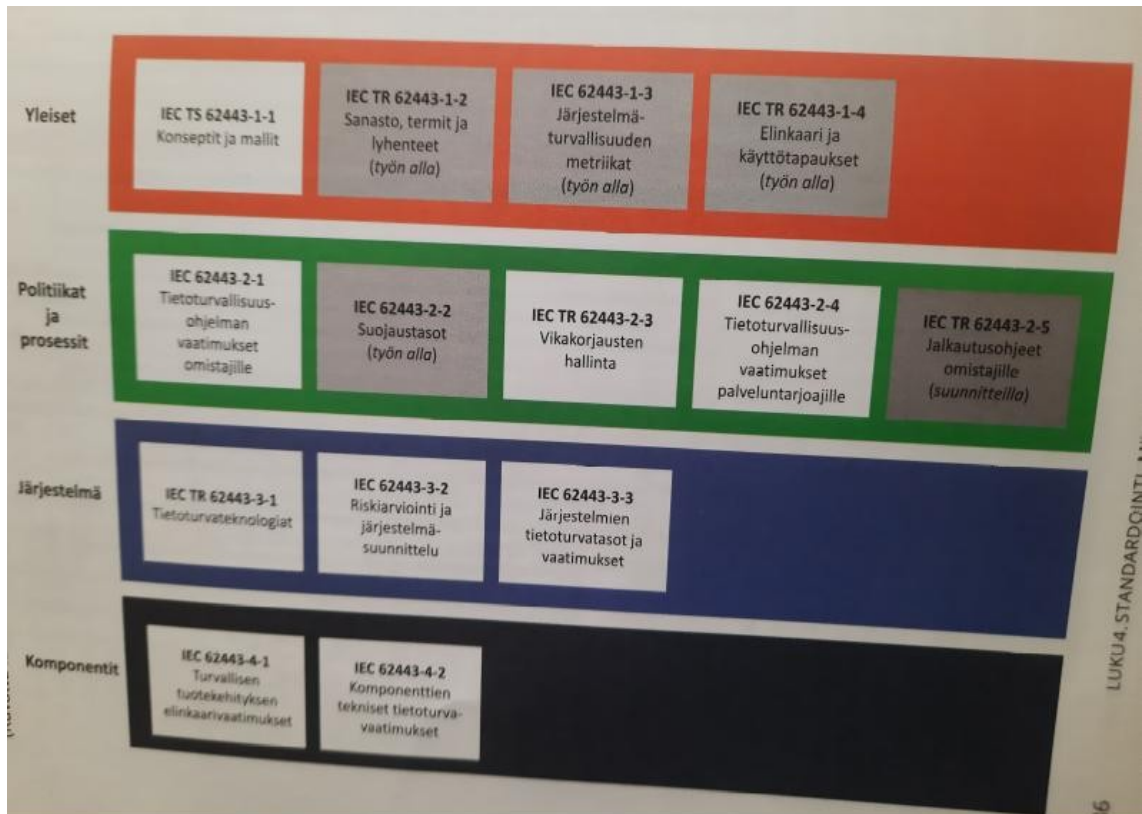 Yleiset
IEC TS 62443-1-1
Konseptit ja mallit
IEC TR 62443-1-2
Sanasto, termit ja
lyhenteet
(työn alla)
IEC 62443-1-3
Järjestelmä-
turvallisuuden
metriikat
(työn alla)
IEC TR 62443-1-4
Elinkaari ja
käyttötapaukset
(työn alla)
Politiikat
ja
prosessit
IEC 62443-2-1
Tietoturvallisuus-
ohjelman
vaatimukset
omistajille
IEC 62443-2-2
Suojaustasot
(työn alla)
IEC TR 62443-2-3
Vikakorjausten
hallinta
IEC 62443-2-4
Tietoturvallisuus-
ohjelman
vaatimukset
palveluntarjoajille
IEC TR 62443-2-5
Jalkautusohjeet
omistajille
(suunnitteilla)
Järjestelmä
IEC TR 62443-3-1
Tietoturvateknologiat
IEC 62443-3-2
Riskiarviointi ja
järjestelmä-
suunnittelu
IEC 62443-3-3
Järjestelmien
tietoturvatasot ja
vaatimukset
Komponentit
IEC 62443-4-1
Turvallisen
tuotekehityksen
elinkaarivaatimukset
IEC 62443-4-2
Komponenttien
tekniset tietoturva-
vaatimukset
LUKU 4. STANDARDOINTI